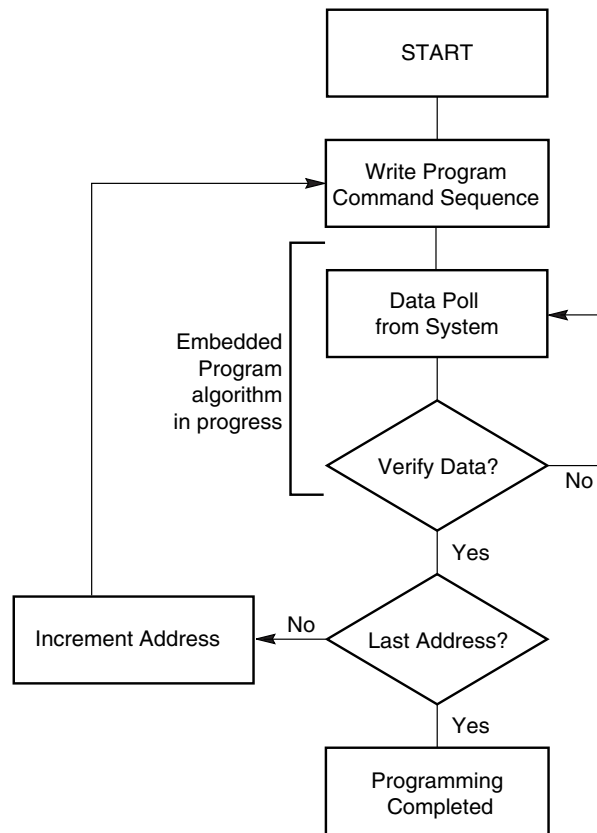 START
Write Program
Command Sequence
Data Poll
from System
Embedded
Program
algorithm
in progress
Verify Data?
No
Yes
Increment Address
No
Last Address?
Yes
Programming
Completed